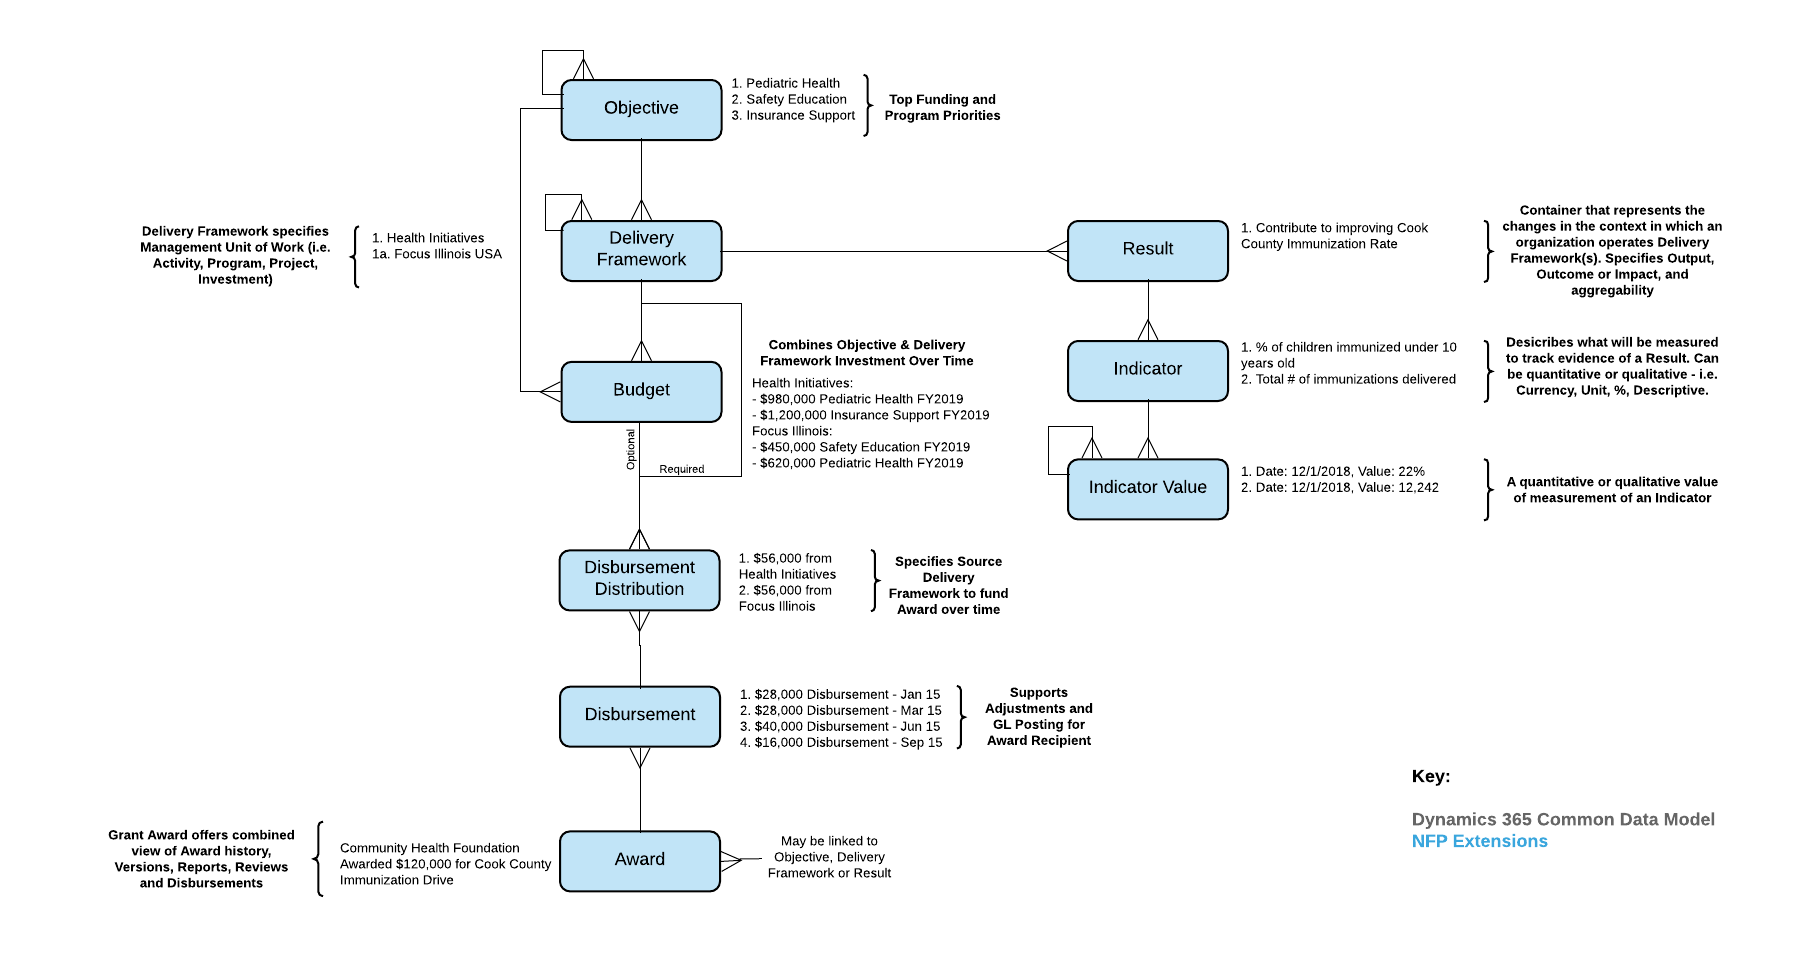 Objective
1. Pediatric Health
2. Safety Education
3. Insurance Support
Top Funding and
Program Priorities
Delivery Framework specifies
Management Unit of Work (i.e.
Activity, Program, Project,
Investment)
1. Health Initiatives
1a. Focus Illinois USA
Delivery
Framework
Result
1. Contribute to improving Cook
County Immunization Rate
Container that represents the
changes in the context in which an
organization operates Delivery
Framework(s). Specifies Output,
Outcome or Impact, and
aggregability
Budget
Optional
Required
Combines Objective & Delivery
Framework Investment Over Time
Health Initiatives:
- $980,000 Pediatric Health FY2019
- $1,200,000 Insurance Support FY2019
Focus Illinois:
- $450,000 Safety Education FY2019
- $620,000 Pediatric Health FY2019
Indicator
1. % of children immunized under 10
years old
2. Total # of immunizations delivered
Desicribes what will be measured
to track evidence of a Result. Can
be quantitative or qualitative - i.e.
Currency, Unit, %, Descriptive.
Indicator Value
1. Date: 12/1/2018, Value: 22%
2. Date: 12/1/2018, Value: 12,242
A quantitative or qualitative value
of measurement of an Indicator
Disbursement
Distribution
1. $56,000 from
Health Initiatives
2. $56,000 from
Focus Illinois
Specifies Source
Delivery
Framework to fund
Award over time
Disbursement
1. $28,000 Disbursement - Jan 15
2. $28,000 Disbursement - Mar 15
3. $40,000 Disbursement - Jun 15
4. $16,000 Disbursement - Sep 15
Supports
Adjustments and
GL Posting for
Award Recipient
Grant Award offers combined
view of Award history,
Versions, Reports, Reviews
and Disbursements
Community Health Foundation
Awarded $120,000 for Cook County
Immunization Drive
Award
May be linked to
Objective, Delivery
Framework or Result
Key:
Dynamics 365 Common Data Model
NFP Extensions